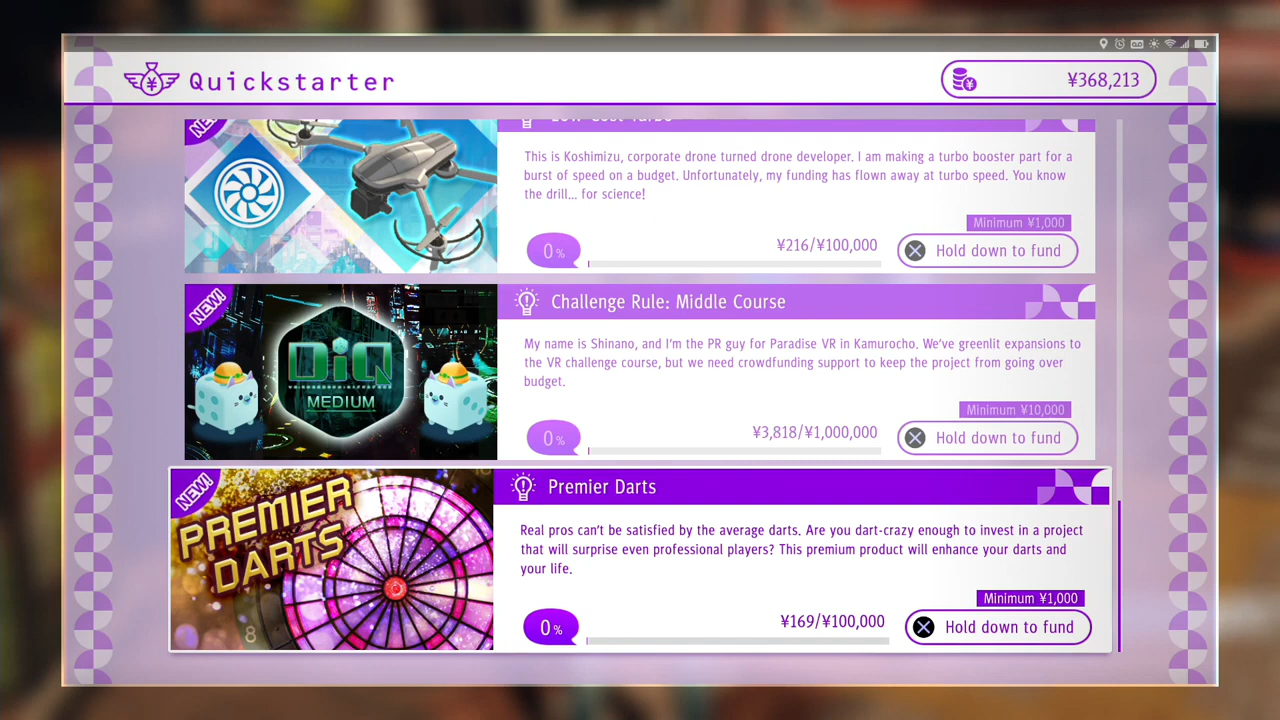 Quickstarter
¥368,213
NEW!
Low-Cost Turbo
This is Koshimizu, corporate drone turned drone developer. I am making a turbo booster part for a
burst of speed on a budget. Unfortunately, my funding has flown away at turbo speed. You know
the drill... for science!
Minimum ¥1,000
0%
¥216/¥100,000
Hold down to fund
NEW!
DiQ
MEDIUM
Challenge Rule: Middle Course
My name is Shinano, and I'm the PR guy for Paradise VR in Kamurocho. We've greenlit expansions to
the VR challenge course, but we need crowdfunding support to keep the project from going over
budget.
Minimum ¥10,000
0%
¥3,818/¥1,000,000
Hold down to fund
NEW!
PREMIER
DARTS
8
Premier Darts
Real pros can't be satisfied by the average darts. Are you dart-crazy enough to invest in a project
that will surprise even professional players? This premium product will enhance your darts and
your life.
Minimum ¥1,000
0%
¥169/¥100,000
Hold down to fund